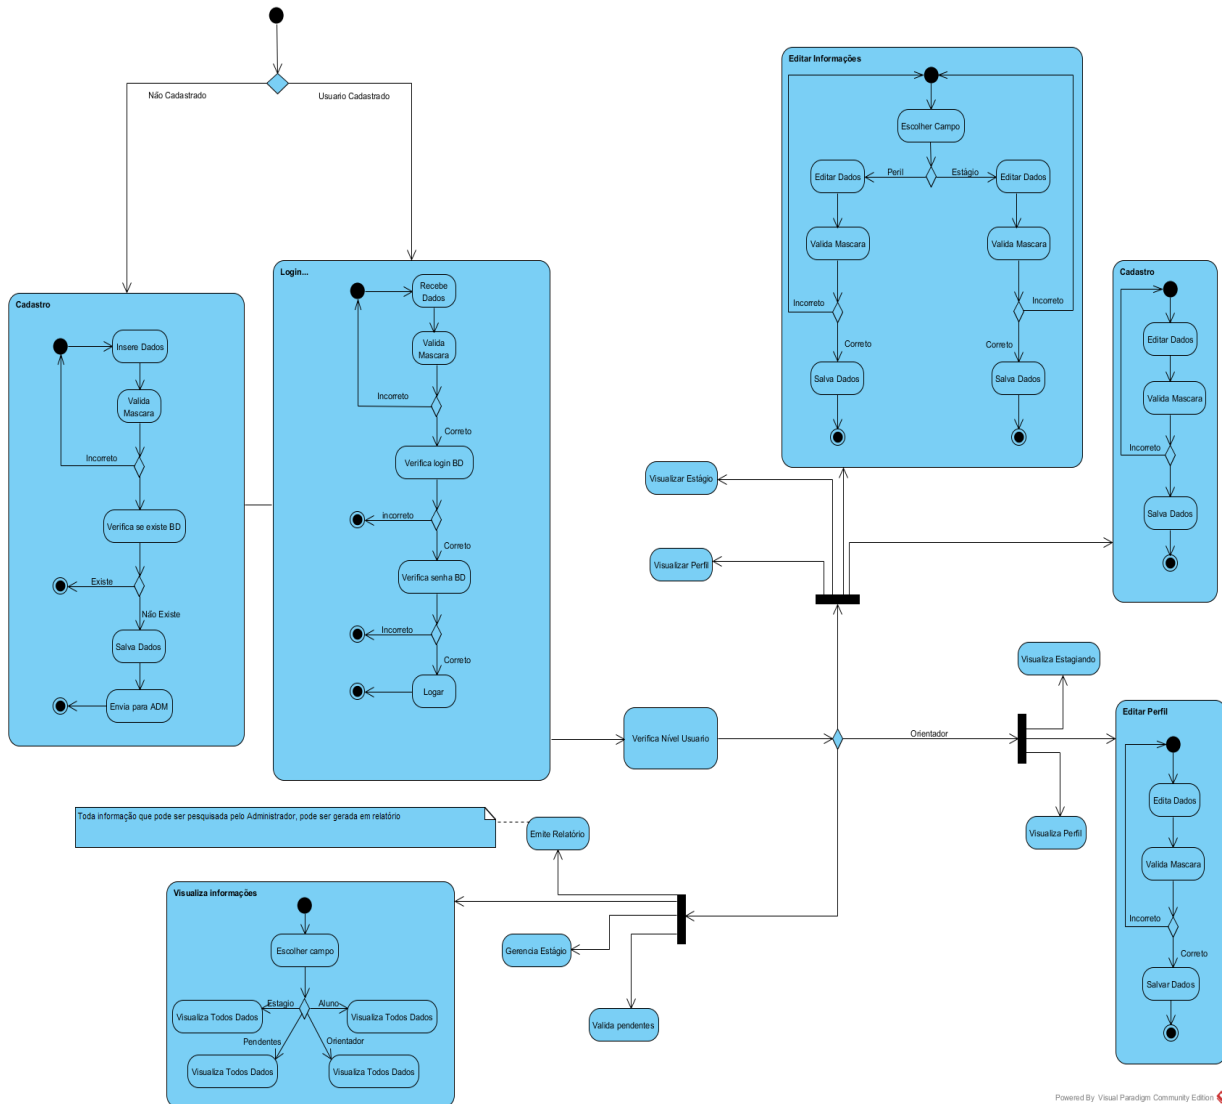 Não Cadastrado
Usuario Cadastrado
Cadastro
Insere Dados
Valida
Mascara
Incorreto
Verifica se existe BD
Existe
Não Existe
Salva Dados
Envia para ADM
Login...
Recebe
Dados
Valida
Mascara
Incorreto
Correto
Verifica login BD
incorreto
Correto
Verifica senha BD
Incorreto
Correto
Logar
Editar Informações
Escolher Campo
Editar Dados
Peril
Estágio
Editar Dados
Valida Mascara
Valida Mascara
Incorreto
Incorreto
Correto
Correto
Salva Dados
Salva Dados
Cadastro
Editar Dados
Valida Mascara
Incorreto
Salva Dados
Visualizar Estágio
Visualizar Perfil
Verifica Nível Usuario
Orientador
Visualiza Estagiando
Visualiza Perfil
Editar Perfil
Edita Dados
Valida Mascara
Incorreto
Correto
Salvar Dados
Toda informação que pode ser pesquisada pelo Administrador, pode ser gerada em relatório
Emite Relatório
Gerencia Estágio
Valida pendentes
Visualiza informações
Escolher campo
Estagio
Aluno
Visualiza Todos Dados
Visualiza Todos Dados
Pendentes
Orientador
Visualiza Todos Dados
Visualiza Todos Dados
Powered By Visual Paradigm Community Edition